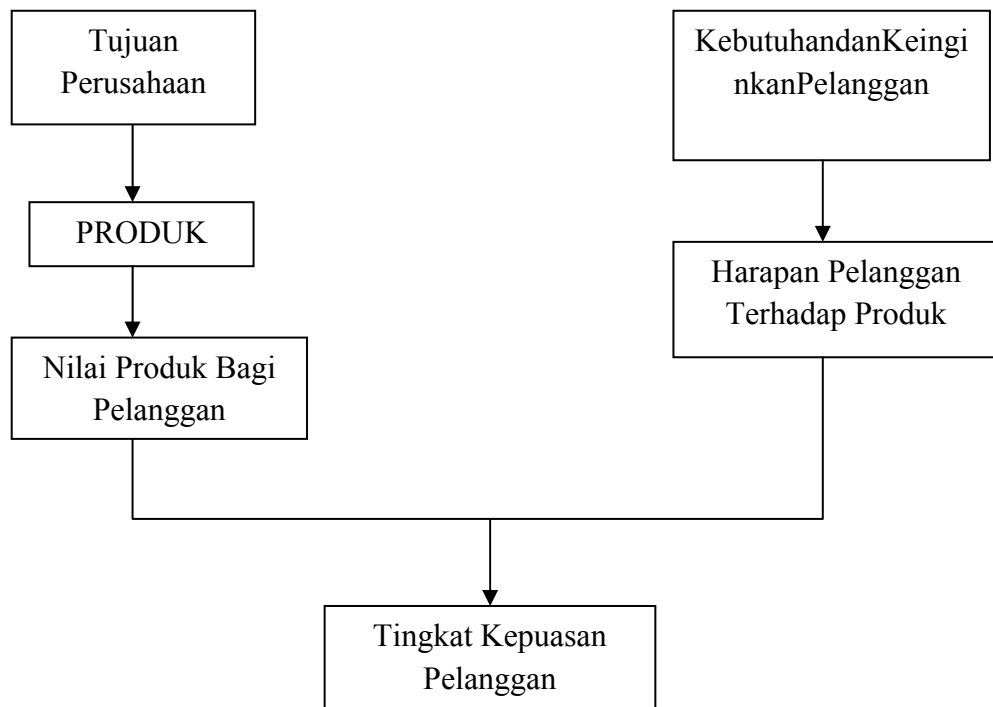 Tujuan
Perusahaan
KebutuhandanKeingi
nkanPelanggan
PRODUK
Harapan Pelanggan
Terhadap Produk
Nilai Produk Bagi
Pelanggan
Tingkat Kepuasan
Pelanggan